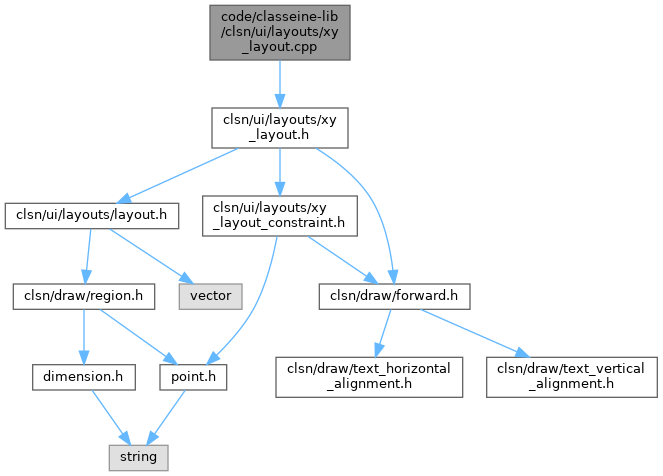 code/classeine-lib
/clsn/ui/layouts/xy
_layout.cpp
clsn/ui/layouts/xy
_layout.h
clsn/ui/layouts/layout.h
clsn/ui/layouts/xy
_layout_constraint.h
clsn/draw/region.h
vector
clsn/draw/forward.h
dimension.h
point.h
clsn/draw/text_horizontal
_alignment.h
clsn/draw/text_vertical
_alignment.h
string